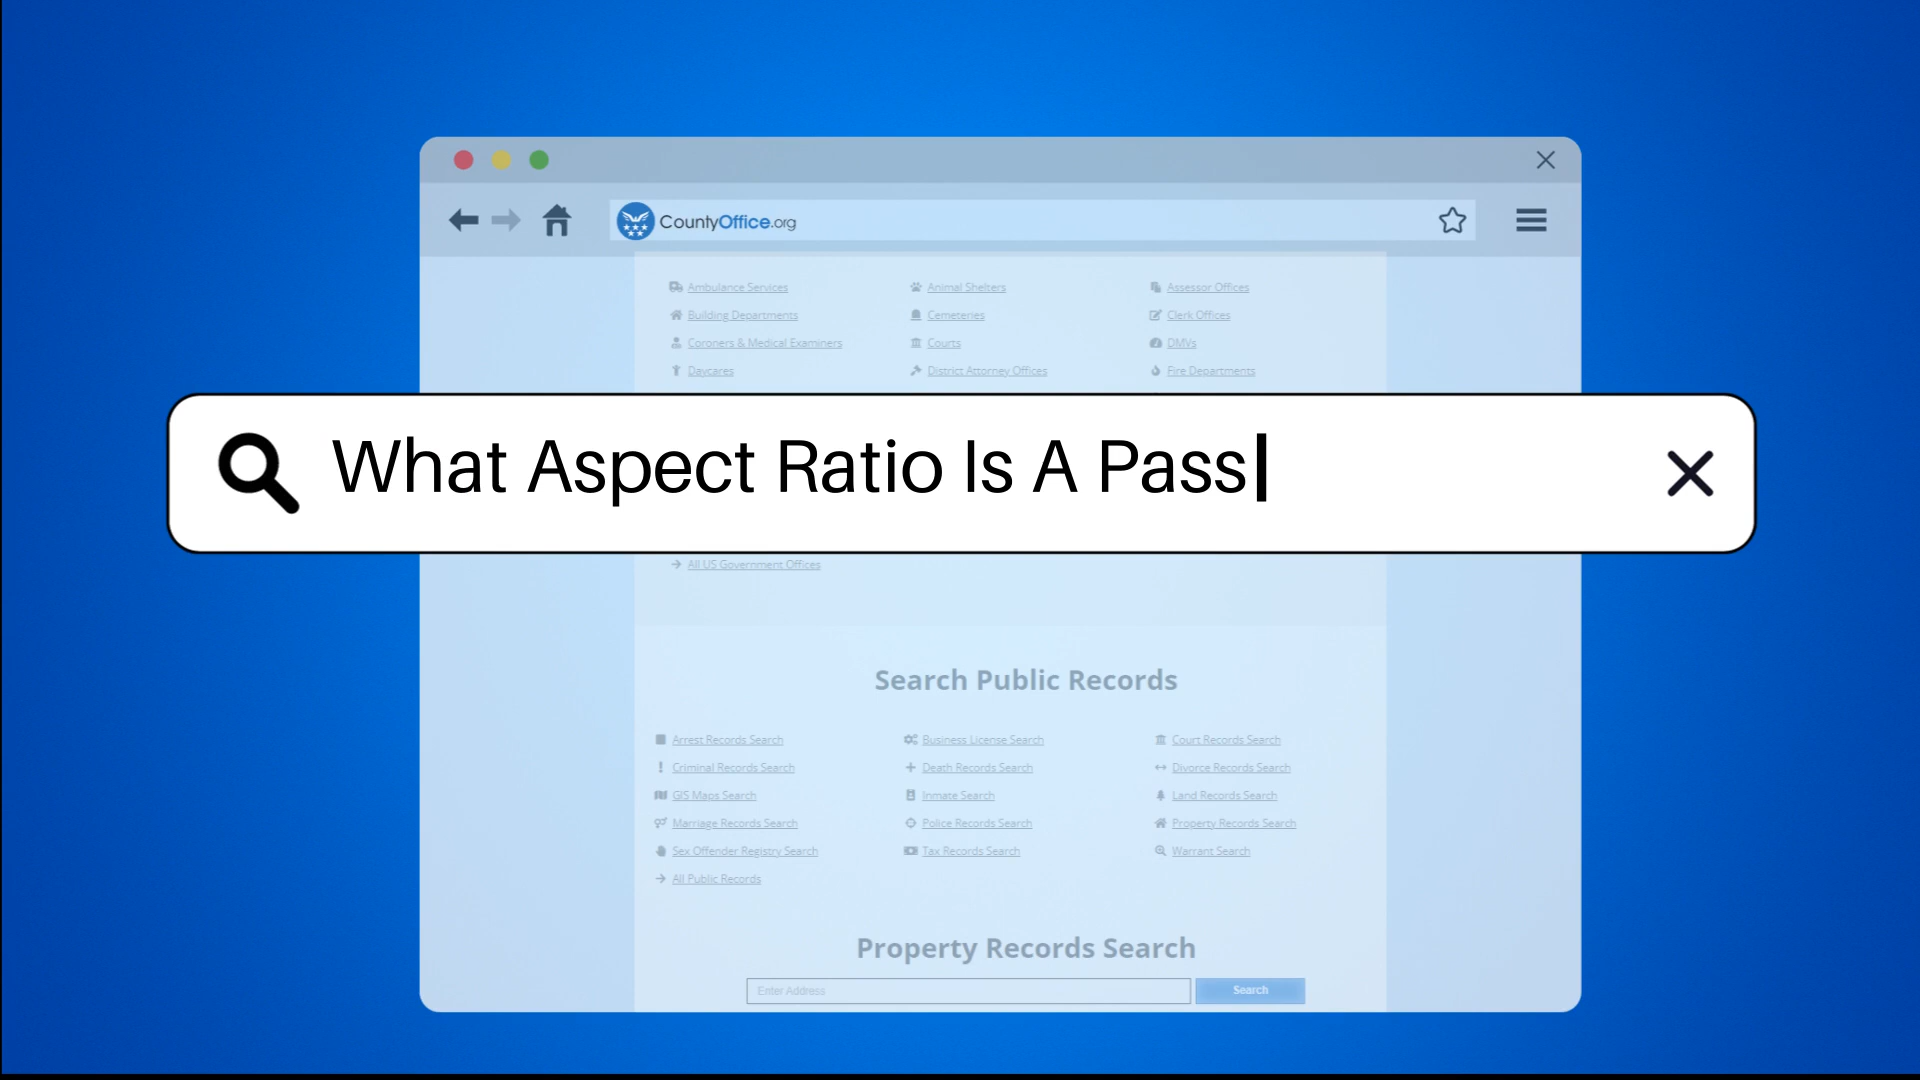 CountyOffice.org
Ambulance Services Animal Shelters Assessor Offices
Building Departments Cemeteries Clerk Offices
Coroners & Medical Examiners Courts DMVs
Daycares District Attorney Offices Fire Departments
What Aspect Ratio Is A Pass
All US Government Offices
Search Public Records
Arrest Records Search Business License Search Court Records Search
Criminal Records Search Death Records Search Divorce Records Search
GIS Maps Search Inmate Search Land Records Search
Marriage Records Search Police Records Search Property Records Search
Sex Offender Registry Search Tax Records Search Warrant Search
All Public Records
Property Records Search
Enter Address Search